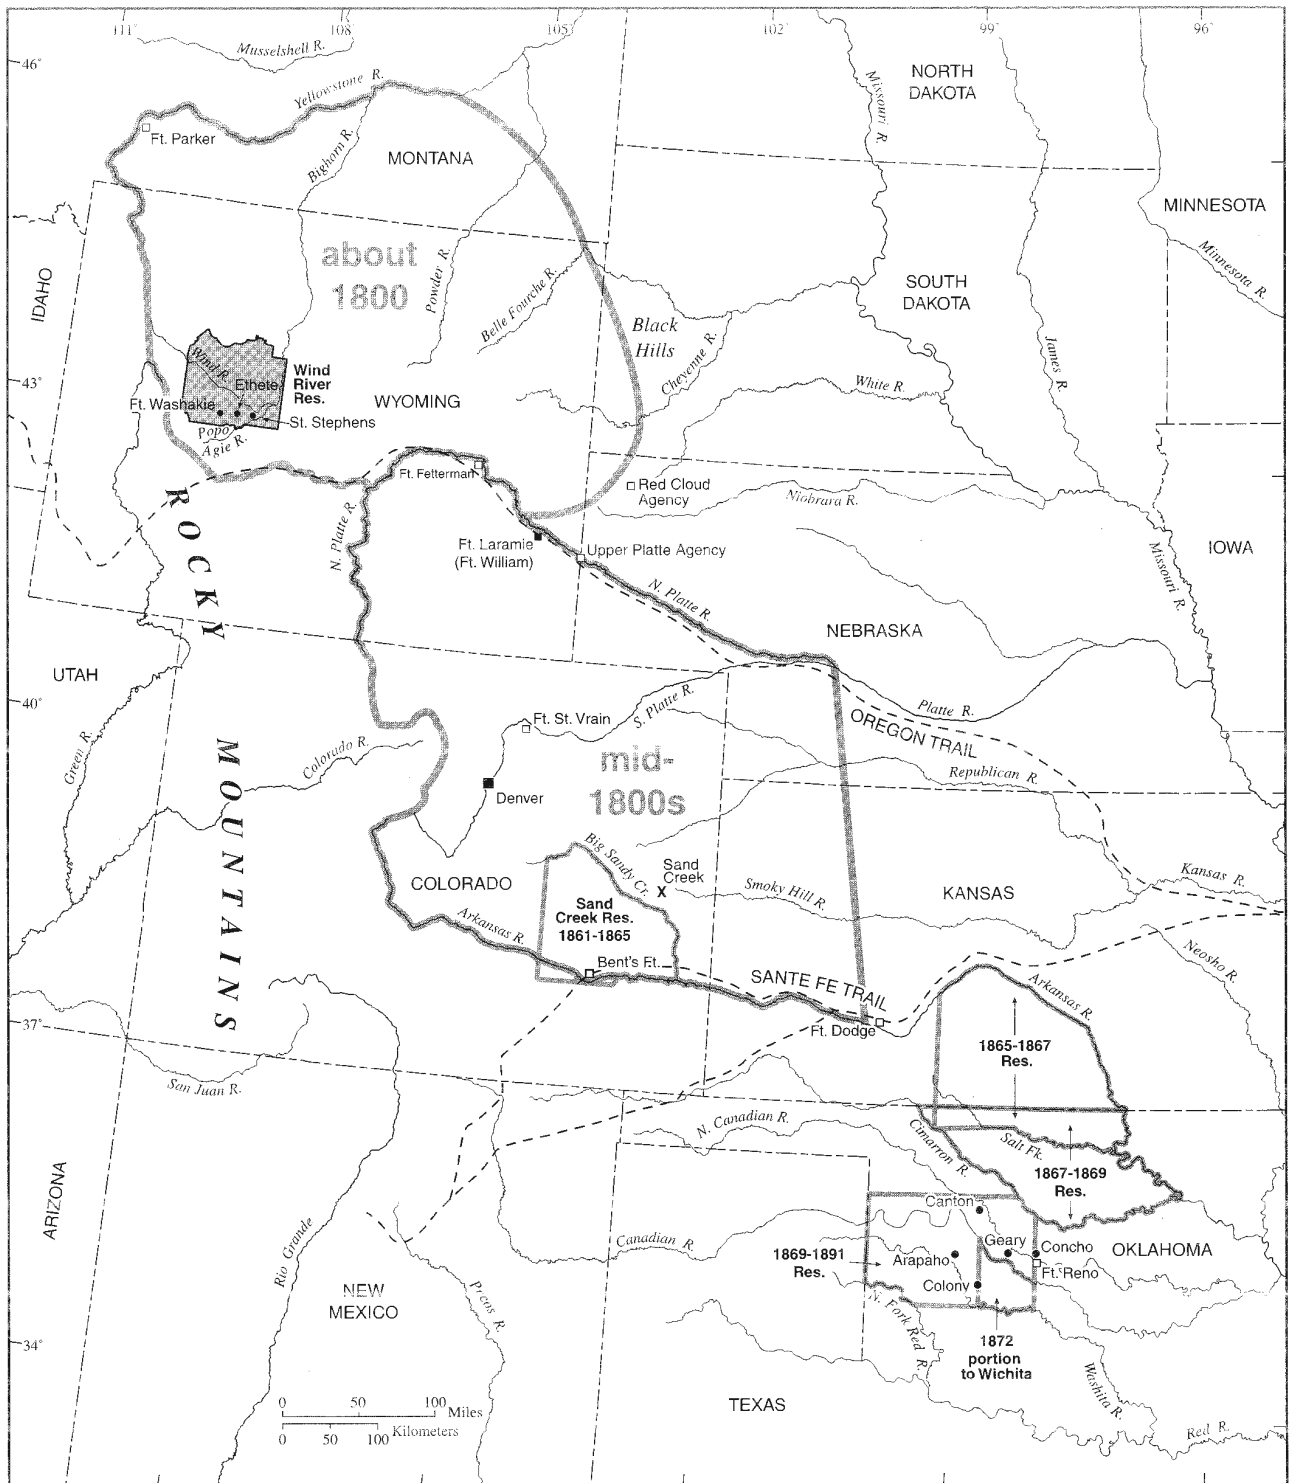 111°
108°
105°
102°
99°
96°
46°
43°
40°
37°
34°
Musselshell R.
Yellowstone R.
Ft. Parker
Bighorn R.
MONTANA
NORTH
DAKOTA
Missouri R.
MINNESOTA
Minnesota R.
IDAHO
about
1800
Powder R.
Belle Fourche R.
SOUTH
DAKOTA
Black
Hills
Cheyenne R.
James R.
Wind R.
Ethete
Wind
River
Res.
Ft. Washakie
St. Stephens
Popo
Agie R.
WYOMING
White R.
Ft. Fetterman
Red Cloud
Agency
Niobrara R.
N. Platte R.
Ft. Laramie
(Ft. William)
Upper Platte Agency
IOWA
Missouri R.
N. Platte R.
NEBRASKA
ROCKY
MOUNTAINS
UTAH
Green R.
Colorado R.
Ft. St. Vrain
S. Platte R.
Platte R.
OREGON TRAIL
mid-
1800s
Republican R.
Denver
COLORADO
Big Sandy Cr.
Sand
Creek
X
Smoky Hill R.
KANSAS
Kansas R.
Sand
Creek Res.
1861-1865
Arkansas R.
Bent's Ft.
SANTE FE TRAIL
Ft. Dodge
Neosho R.
Arkansas R.
1865-1867
Res.
San Juan R.
N. Canadian R.
Cimarron R.
Salt Fk.
1867-1869
Res.
ARIZONA
Rio Grande
Canadian R.
Canton
Geary
Concho
OKLAHOMA
1869-1891
Res.
Arapaho
Ft. Reno
Colony
NEW
MEXICO
Pecos R.
N. Fork Red R.
1872
portion
to Wichita
Washita R.
TEXAS
Red R.
0 50 100 Miles
0 50 100 Kilometers